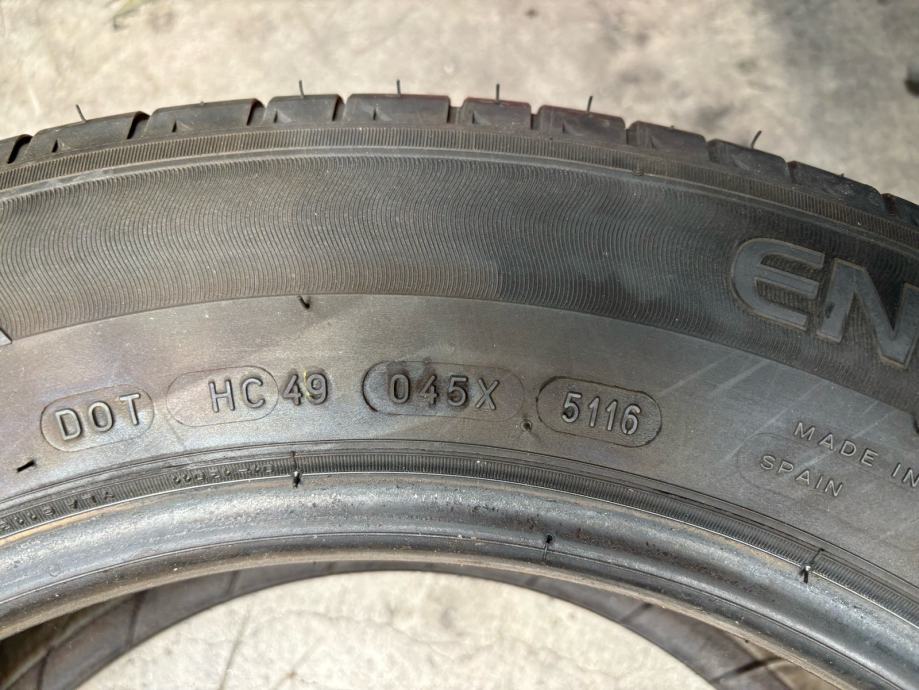 EN
DOT HC49 045X 5116
MADE IN
SPAIN